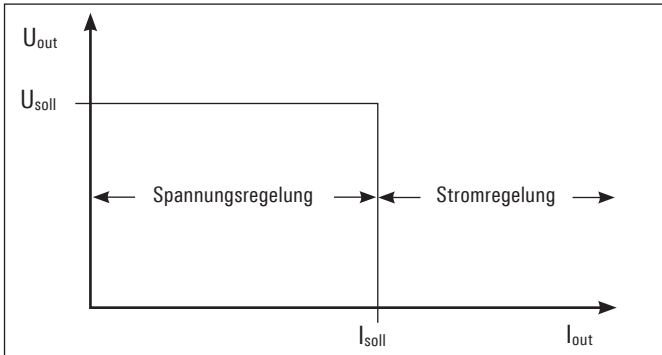 Uout
Usoll
Spannungsregelung
Stromregelung
Isoll
Iout